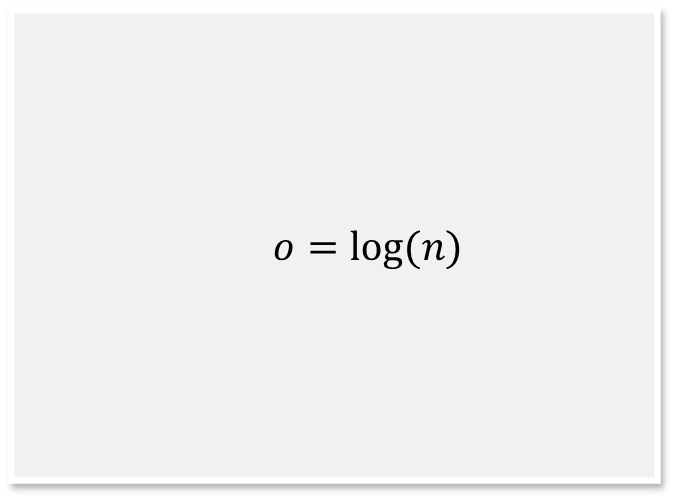 o = log(n)